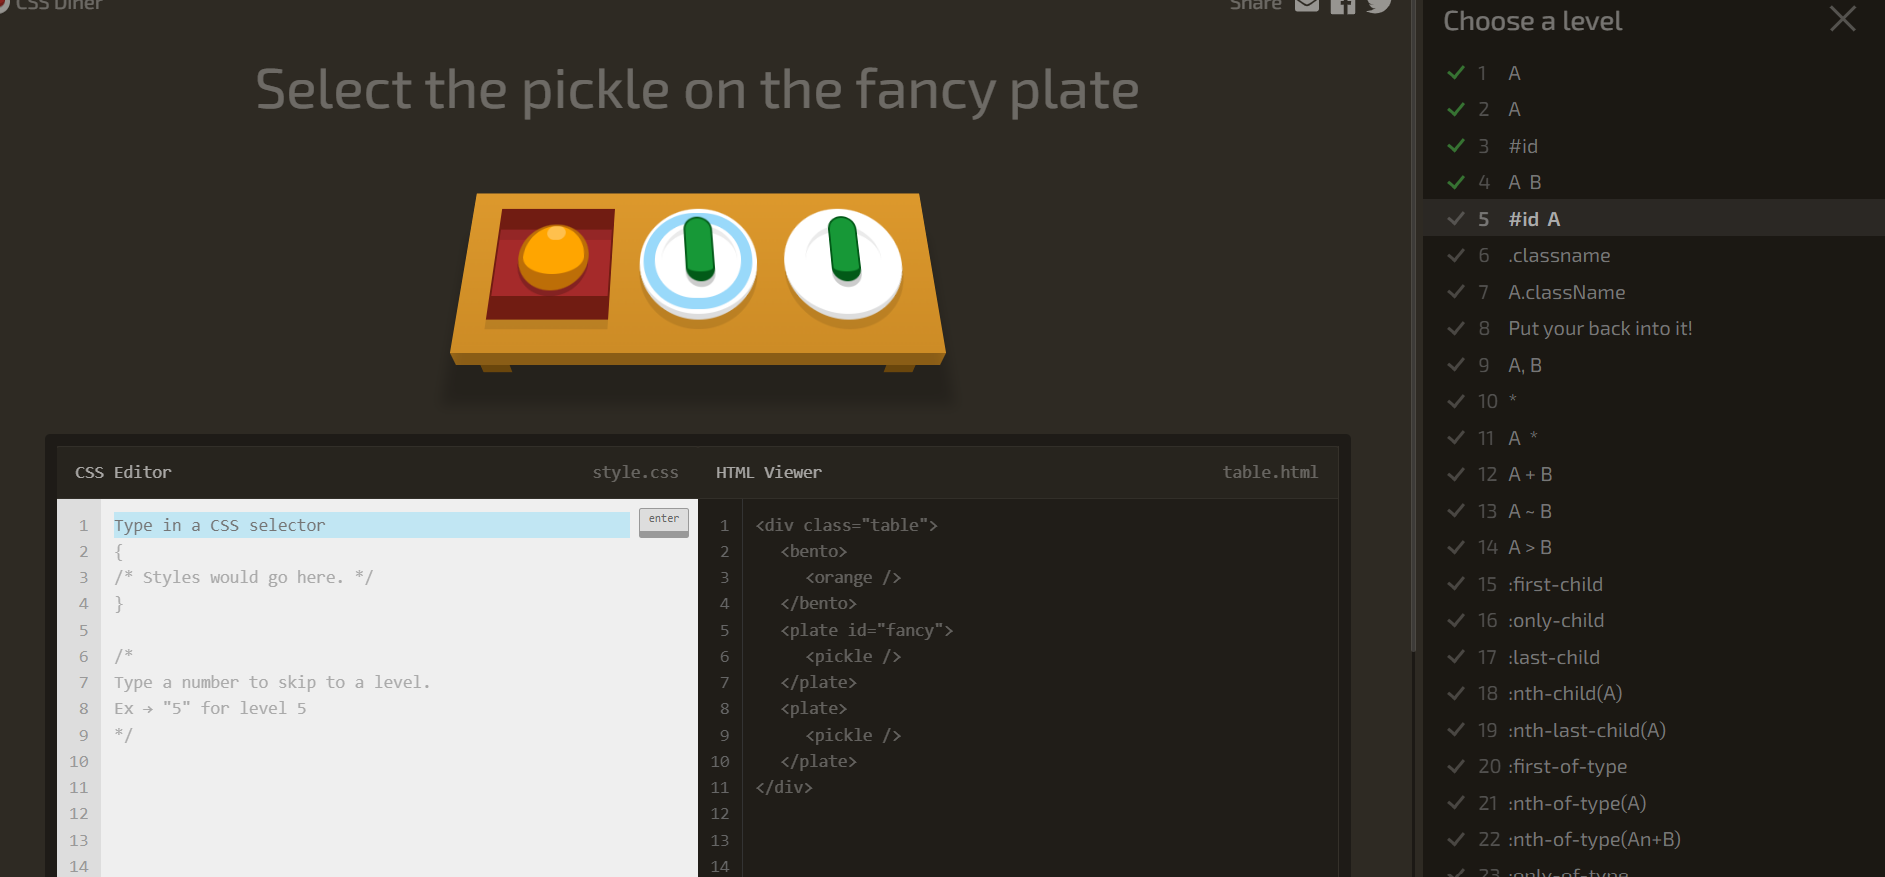 CSS Diner
Share
Select the pickle on the fancy plate
CSS Editor
style.css
1 Type in a CSS selector
enter
2 {
3 /* Styles would go here. */
4 }
5
6 /*
7 Type a number to skip to a level.
8 Ex → "5" for level 5
9 */
10
11
12
13
14
HTML Viewer
table.html
1 <div class="table">
2 <bento>
3 <orange />
4 </bento>
5 <plate id="fancy">
6 <pickle />
7 </plate>
8 <plate>
9 <pickle />
10 </plate>
11 </div>
12
13
14
Choose a level
1 A
2 A
3 #id
4 A B
5 #id A
6 .classname
7 A.className
8 Put your back into it!
9 A, B
10 *
11 A *
12 A + B
13 A ~ B
14 A > B
15 :first-child
16 :only-child
17 :last-child
18 :nth-child(A)
19 :nth-last-child(A)
20 :first-of-type
21 :nth-of-type(A)
22 :nth-of-type(An+B)
23 :only-of-type